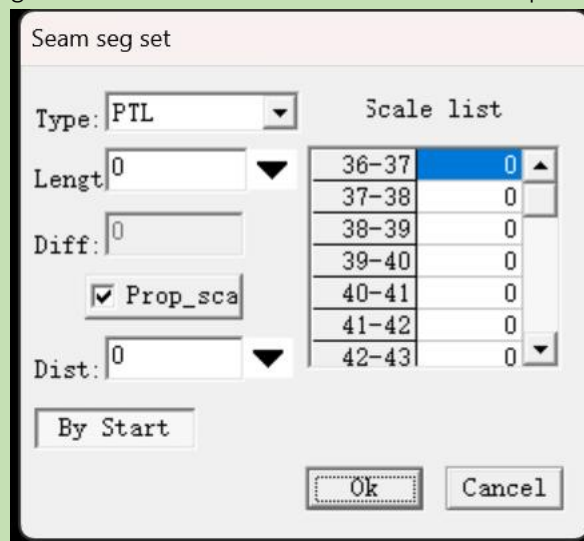 Seam seg set
Type: PTL
Scale list
Lengt 0
Diff: 0
Prop_sca
Dist: 0
By Start
36-37 0
37-38 0
38-39 0
39-40 0
40-41 0
41-42 0
42-43 0
Ok
Cancel